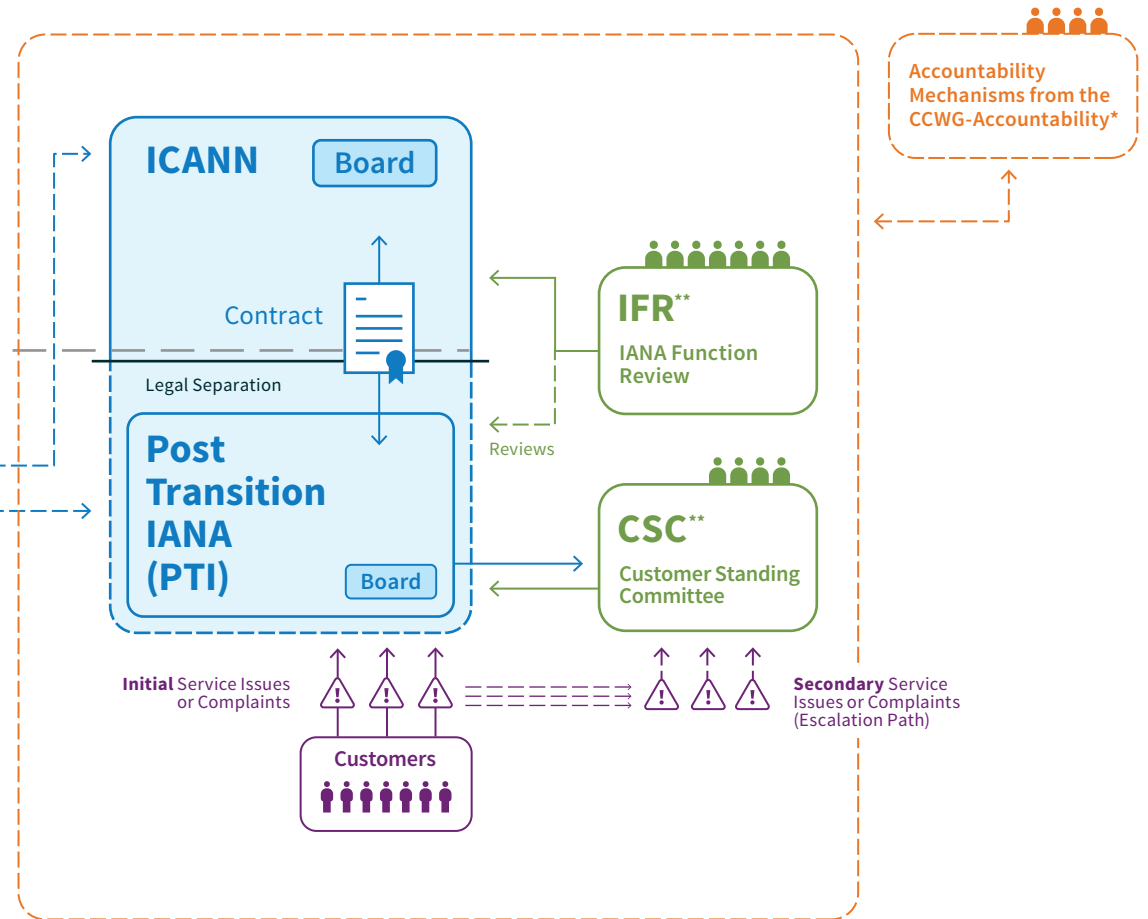 Accountability
Mechanisms from the
CCWG-Accountability*
ICANN
Board
Contract
Legal Separation
Post
Transition
IANA
(PTI)
Board
IFR**
IANA Function
Review
Reviews
CSC**
Customer Standing
Committee
Initial Service Issues
or Complaints
! ! !
! ! !
Secondary Service
Issues or Complaints
(Escalation Path)
Customers